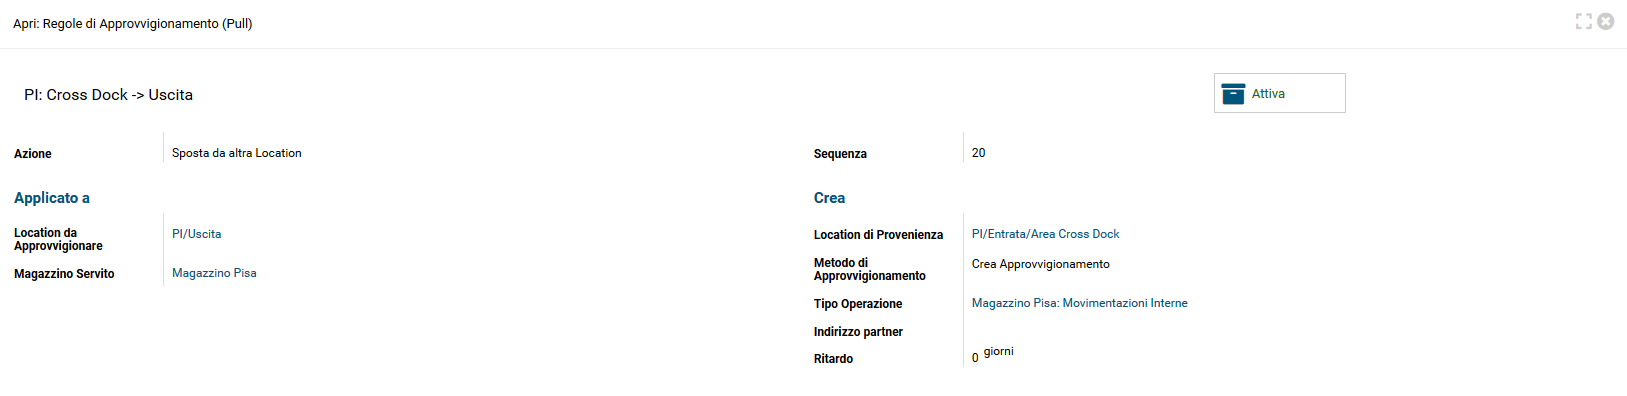 Apri: Regole di Approvvigionamento (Pull)
PI: Cross Dock -> Uscita
Attiva
Azione
Sposta da altra Location
Sequenza
20
Applicato a
Location da
Approvvigionare
PI/Uscita
Magazzino Servito
Magazzino Pisa
Crea
Location di Provenienza
PI/Entrata/Area Cross Dock
Metodo di
Approvvigionamento
Crea Approvvigionamento
Tipo Operazione
Magazzino Pisa: Movimentazioni Interne
Indirizzo partner
Ritardo
0 giorni